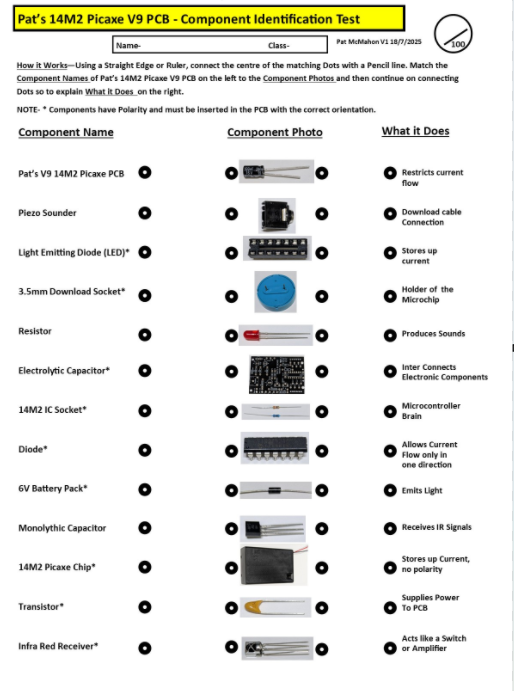 Pat's 14M2 Picaxe V9 PCB - Component Identification Test
100
Name- Class-
Pat McMahon V1 18/7/2025
How it Works—Using a Straight Edge or Ruler, connect the centre of the matching Dots with a Pencil line. Match the
Component Names of Pat's 14M2 Picaxe V9 PCB on the left to the Component Photos and then continue on connecting
Dots so to explain What it Does on the right.
NOTE- * Components have Polarity and must be inserted in the PCB with the correct orientation.
Component Name Component Photo What it Does
Pat's V9 14M2 Picaxe PCB
Restricts current
flow
Piezo Sounder
Download cable
Connection
Light Emitting Diode (LED)*
Stores up
current
3.5mm Download Socket*
Holder of the
Microchip
Resistor
Produces Sounds
Electrolytic Capacitor*
Inter Connects
Electronic Components
14M2 IC Socket*
Microcontroller
Brain
Diode*
Allows Current
Flow only in
one direction
6V Battery Pack*
Emits Light
Monolythic Capacitor
Receives IR Signals
14M2 Picaxe Chip*
Stores up Current,
no polarity
Transistor*
Supplies Power
To PCB
Infra Red Receiver*
Acts like a Switch
or Amplifier